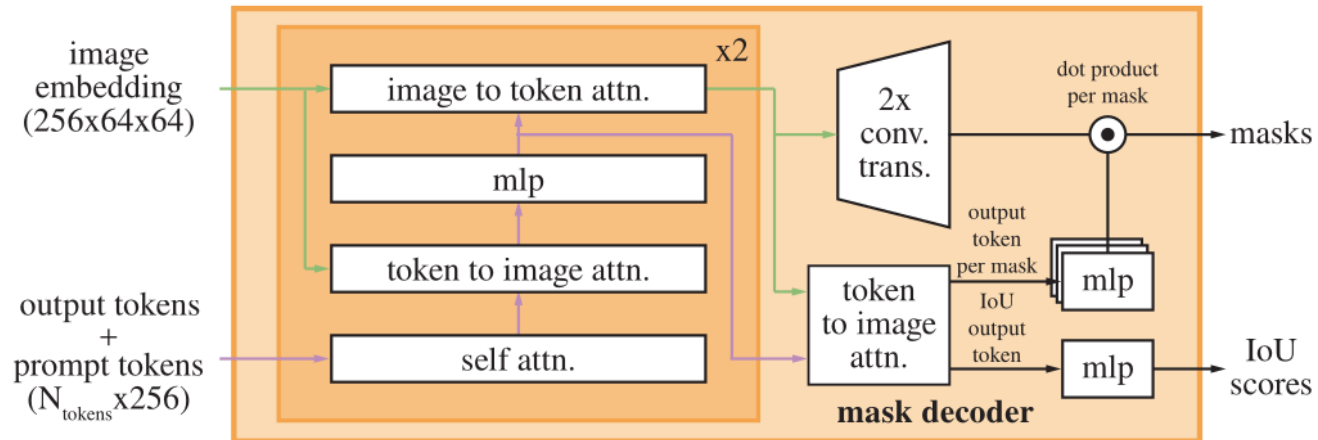 image
embedding
(256x64x64)
output tokens
+
prompt tokens
(N_tokens x256)
x2
image to token attn.
mlp
token to image attn.
self attn.
2x
conv.
trans.
dot product
per mask
masks
output
token
per mask
mlp
token
to image
attn.
IoU
output
token
mlp
IoU
scores
mask decoder